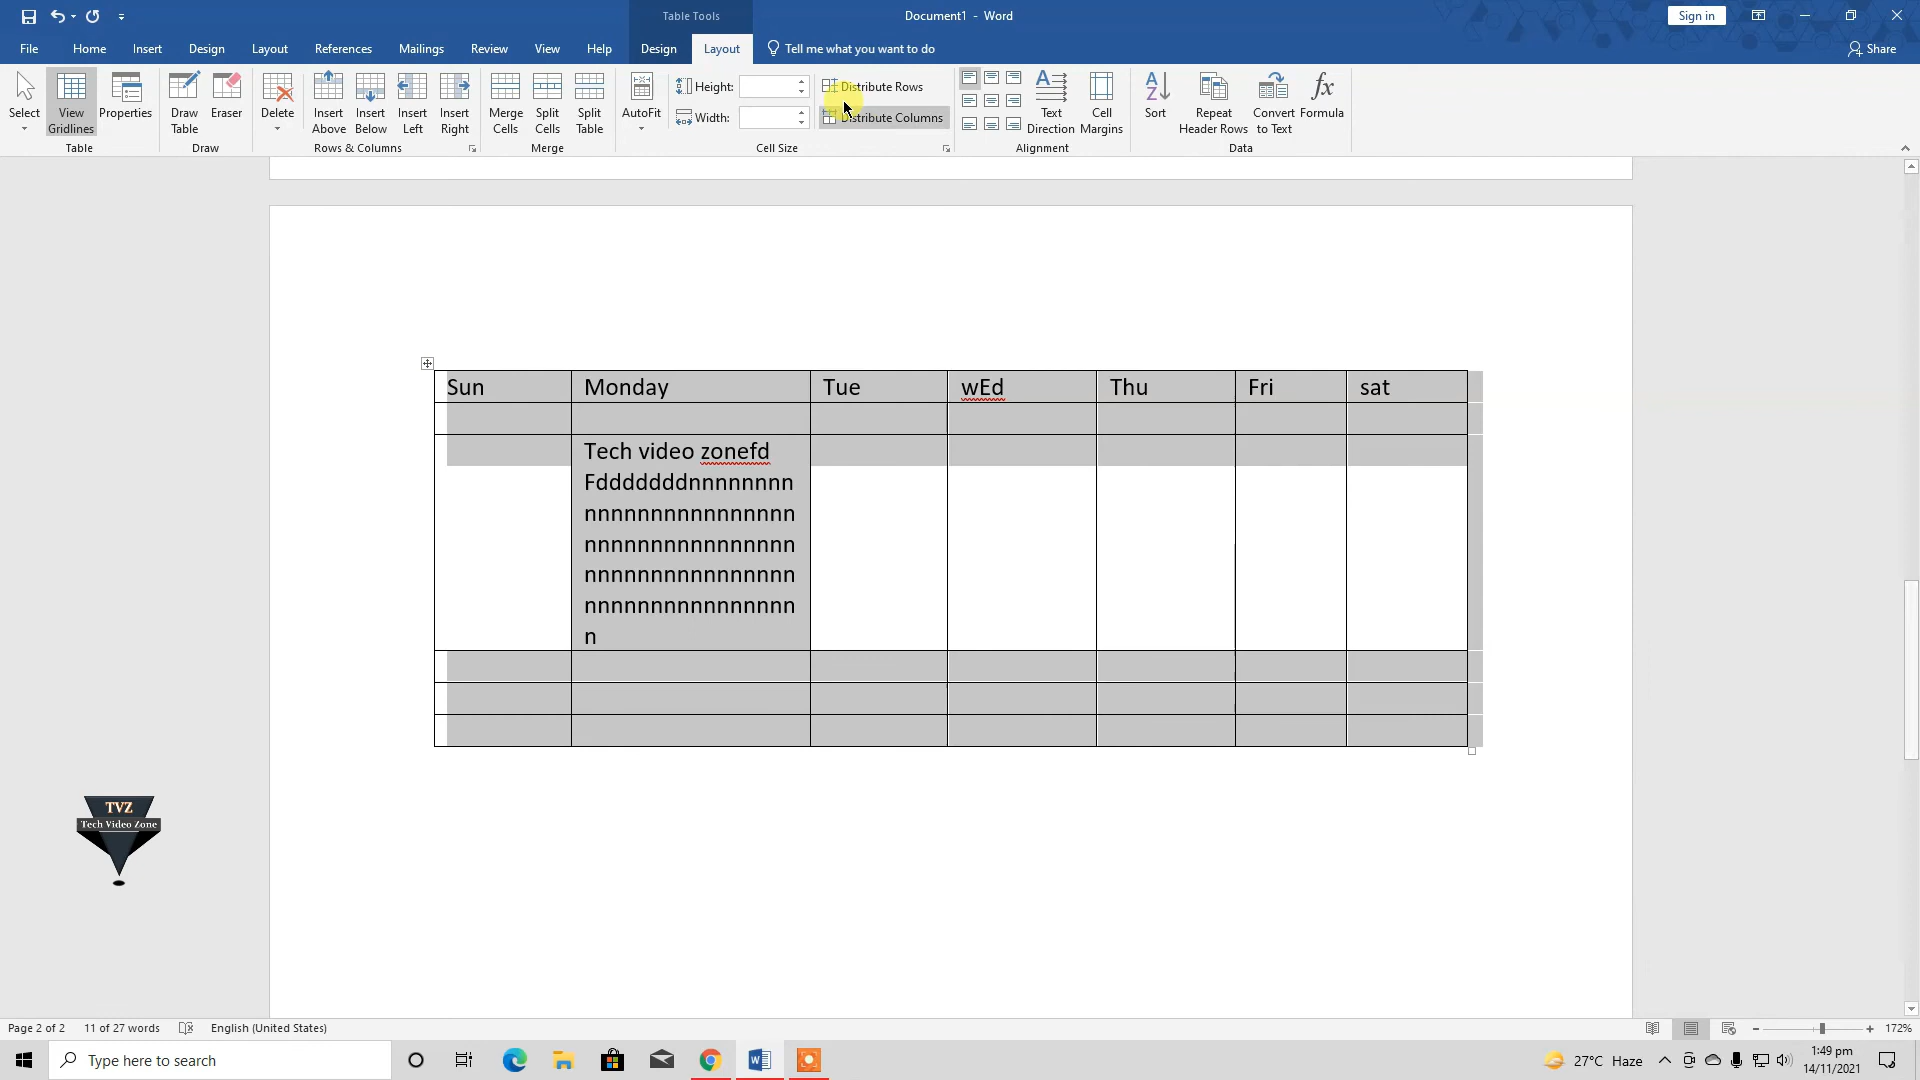 Table Tools
Document1 - Word
Sign in
File
Home
Insert
Design
Layout
References
Mailings
Review
View
Help
Design
Layout
Tell me what you want to do
Share
Select
View Gridlines
Properties
Draw Table
Eraser
Delete
Insert Above
Insert Below
Insert Left
Insert Right
Merge Cells
Split Cells
Split Table
AutoFit
Height:
Width:
Distribute Rows
Distribute Columns
Text Direction
Cell Margins
Sort
Repeat Header Rows
Convert to Text
Formula
Table
Draw
Rows & Columns
Merge
Cell Size
Alignment
Data
Sun
Monday
Tue
wEd
Thu
Fri
sat
Tech video zonefd
Fdddddddnnnnnnnn
nnnnnnnnnnnnnnnn
nnnnnnnnnnnnnnnn
nnnnnnnnnnnnnnnn
nnnnnnnnnnnnnnnn
n
TVZ
Tech Video Zone
Page 2 of 2
11 of 27 words
English (United States)
172%
Type here to search
27°C Haze
1:49 pm
14/11/2021